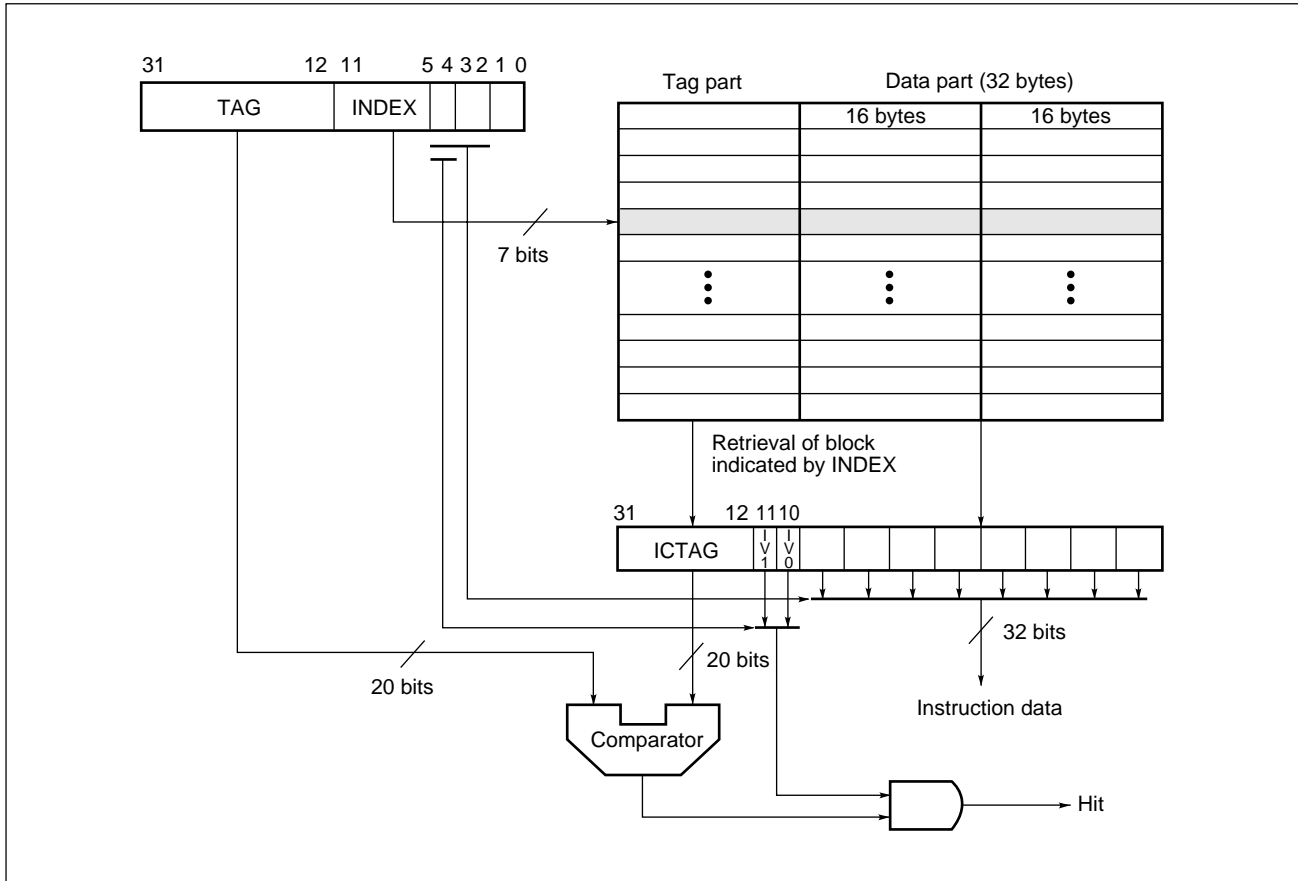 31 12 11 5 4 3 2 1 0
TAG INDEX
Tag part
Data part (32 bytes)
16 bytes 16 bytes
7 bits
Retrieval of block
indicated by INDEX
31 12 11 10
ICTAG IV1 IV0
32 bits
20 bits
20 bits
Instruction data
Comparator
Hit